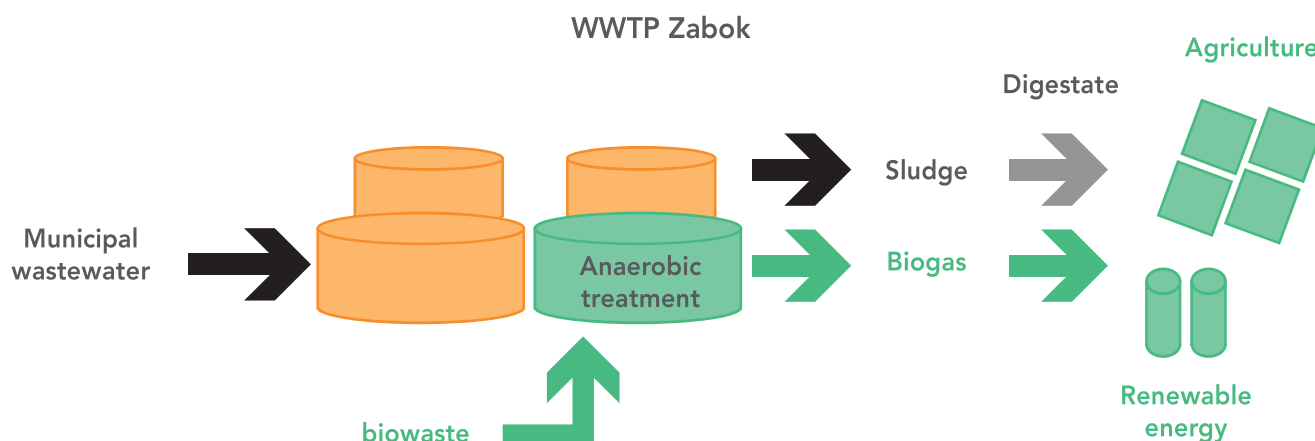 WWTP Zabok
Agriculture
Digestate
Sludge
Municipal
wastewater
Anaerobic
treatment
Biogas
Renewable
energy
biowaste